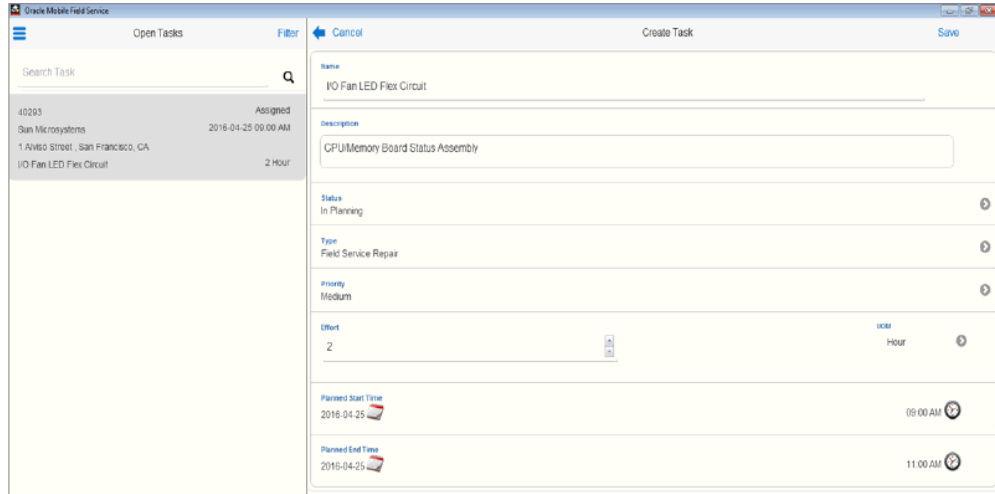 Oracle Mobile Field Service
Open Tasks
Filter
Search Task
40293
Assigned
Sun Microsystems
2016-04-25 09:00 AM
1 Alviso Street , San Francisco, CA
I/O Fan LED Flex Circuit
2 Hour
Cancel
Create Task
Save
Name
I/O Fan LED Flex Circuit
Description
CPU/Memory Board Status Assembly
Status
In Planning
Type
Field Service Repair
Priority
Medium
Effort
2
UOM
Hour
Planned Start Time
2016-04-25
09:00 AM
Planned End Time
2016-04-25
11:00 AM